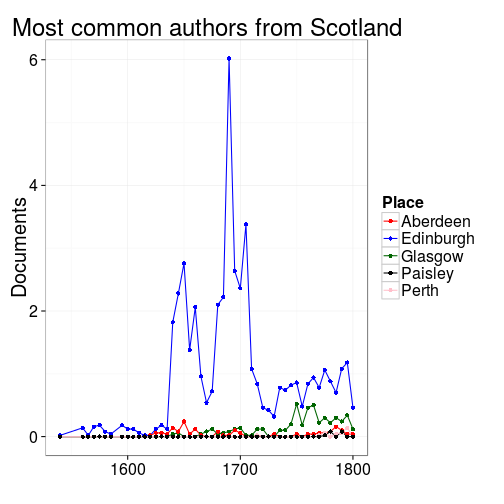 Most common authors from Scotland
Documents
6
4
2
0
1600
1700
1800
Place
Aberdeen
Edinburgh
Glasgow
Paisley
Perth